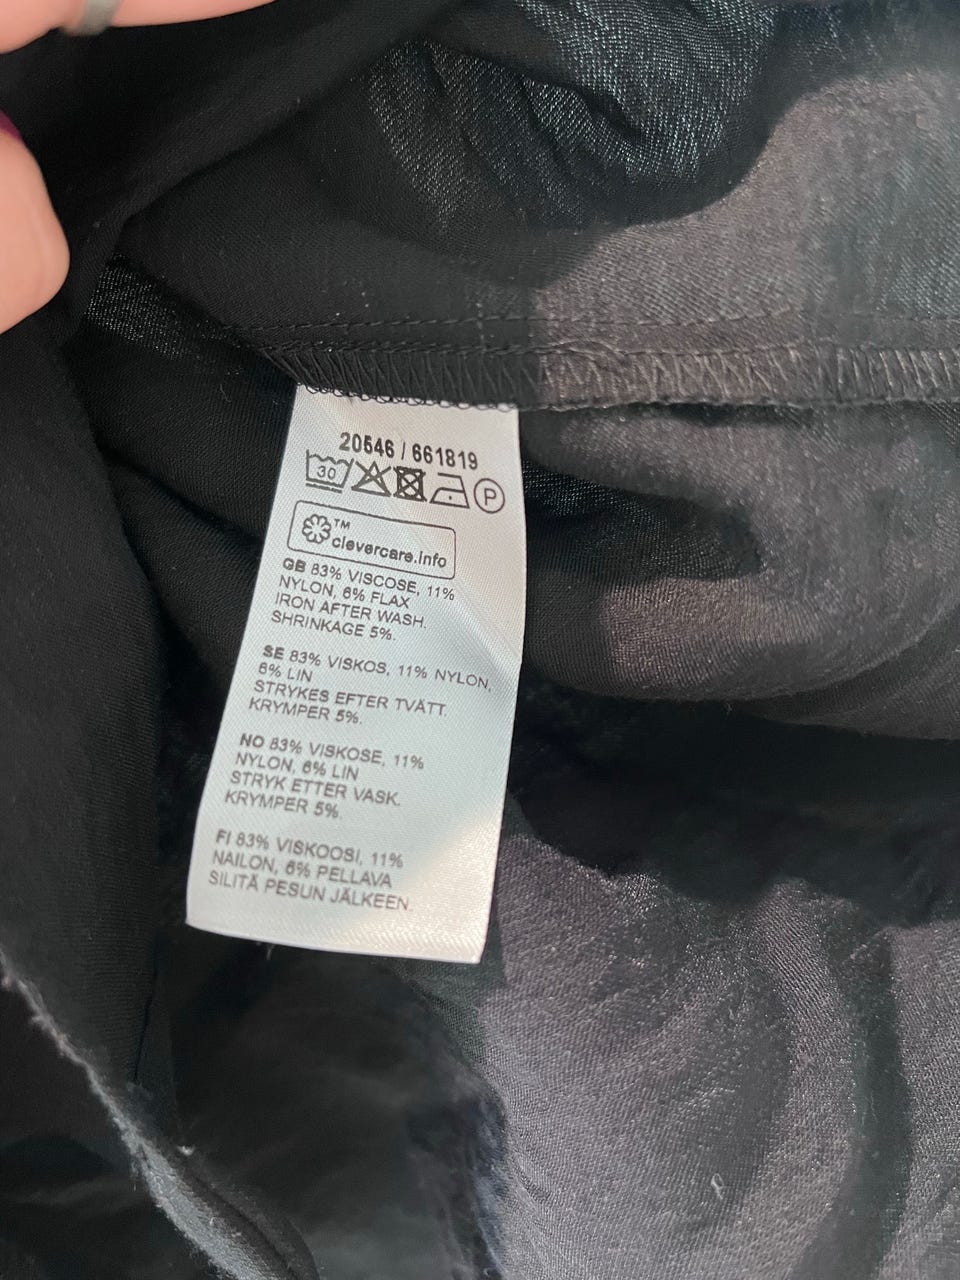 20546 / 661819
30 P
TM
clevercare.info
GB 83% VISCOSE, 11%
NYLON, 6% FLAX
IRON AFTER WASH.
SHRINKAGE 5%.
SE 83% VISKOS, 11% NYLON,
6% LIN
STRYKES EFTER TVÄTT.
KRYMPER 5%.
NO 83% VISKOSE, 11%
NYLON, 6% LIN
STRYK ETTER VASK.
KRYMPER 5%.
FI 83% VISKOOSI, 11%
NAILON, 6% PELLAVA
SILITÄ PESUN JÄLKEEN.